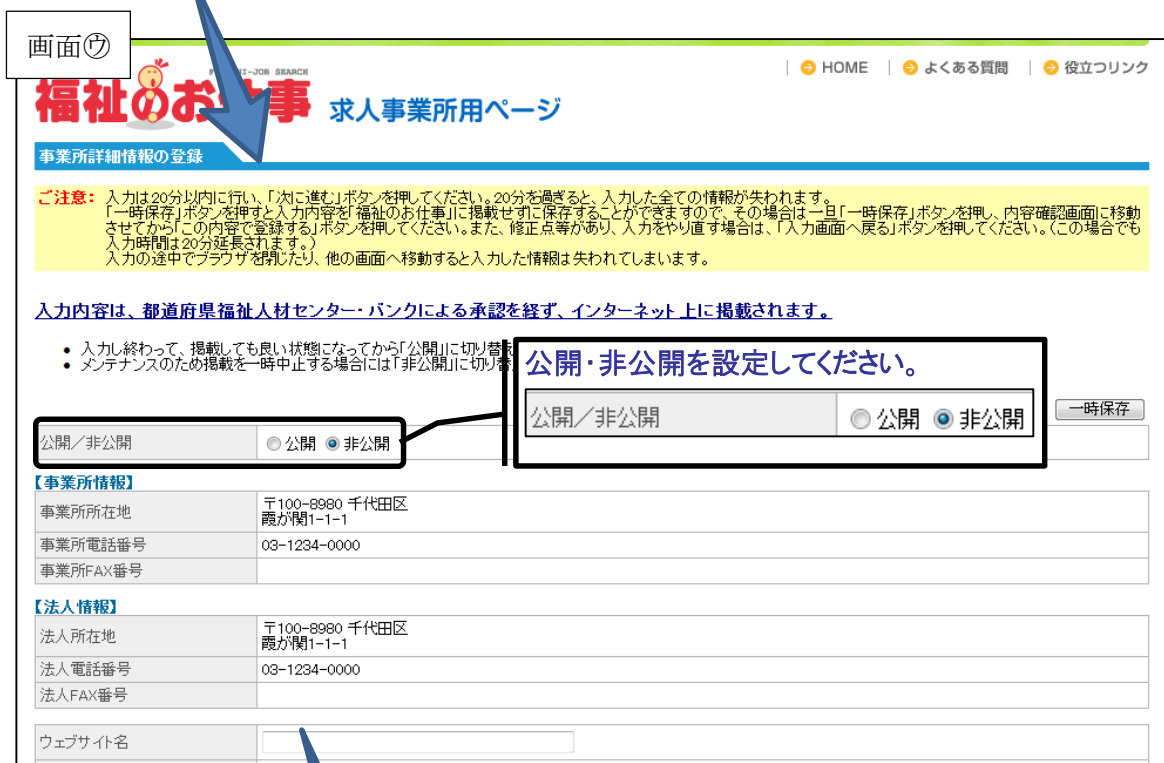 画面㋒
福祉のお仕事 求人事業所用ページ
HOME | よくある質問 | 役立つリンク
事業所詳細情報の登録
ご注意: 入力は20分以内に行い、「次に進む」ボタンを押してください。20分を過ぎると、入力した全ての情報が失われます。
「一時保存」ボタンを押すと入力内容を「福祉のお仕事」に掲載せずに保存することができますので、その場合は一旦「一時保存」ボタンを押し、内容確認画面に移動
させてから「この内容で登録する」ボタンを押してください。また、修正点等があり、入力をやり直す場合は、「入力画面へ戻る」ボタンを押してください。(この場合でも
入力時間は20分延長されます。)
入力の途中でブラウザを閉じたり、他の画面へ移動すると入力した情報は失われてしまいます。
入力内容は、都道府県福祉人材センター・バンクによる承認を経ず、インターネット上に掲載されます。
• 入力し終わって、掲載しても良い状態になってから「公開」に切り替え
• メンテナンスのため掲載を一時中止する場合には「非公開」に切り替
公開・非公開を設定してください。
公開／非公開 公開 非公開
一時保存
公開／非公開 公開 非公開
【事業所情報】
事業所所在地 〒100-8980 千代田区
霞が関1-1-1
事業所電話番号 03-1234-0000
事業所FAX番号
【法人情報】
法人所在地 〒100-8980 千代田区
霞が関1-1-1
法人電話番号 03-1234-0000
法人FAX番号
ウェブサイト名